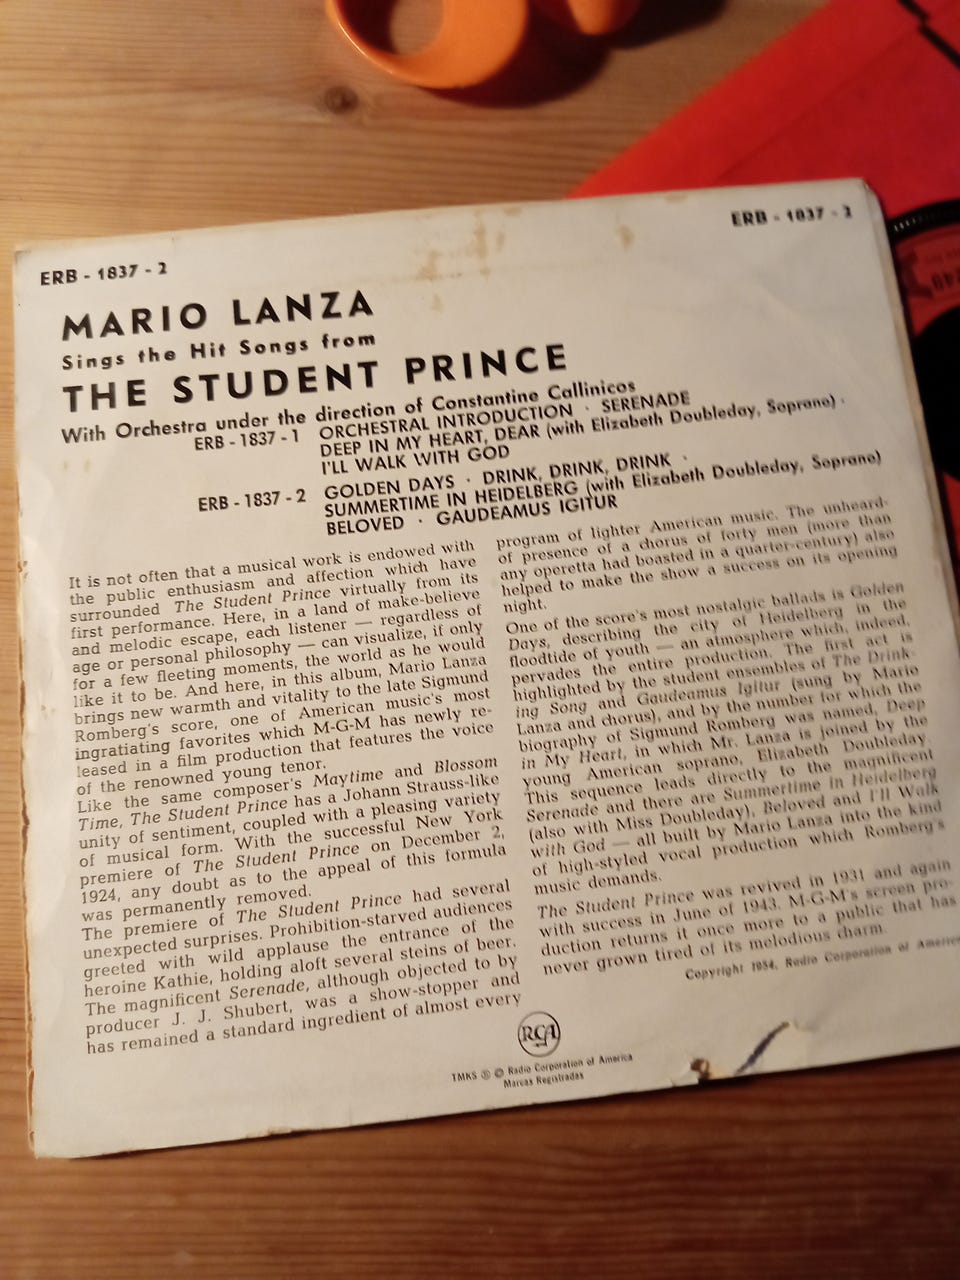 ERB - 1837 - 2
ERB - 1837 - 2
MARIO LANZA
Sings the Hit Songs from
THE STUDENT PRINCE
With Orchestra under the direction of Constantine Callinicos
ERB - 1837 - 1 ORCHESTRAL INTRODUCTION · SERENADE
DEEP IN MY HEART, DEAR (with Elizabeth Doubleday, Soprano) ·
I'LL WALK WITH GOD
ERB - 1837 - 2 GOLDEN DAYS · DRINK, DRINK, DRINK ·
SUMMERTIME IN HEIDELBERG (with Elizabeth Doubleday, Soprano)
BELOVED · GAUDEAMUS IGITUR
It is not often that a musical work is endowed with
the public enthusiasm and affection which have
surrounded The Student Prince virtually from its
first performance. Here, in a land of make-believe
and melodic escape, each listener — regardless of
age or personal philosophy — can visualize, if only
for a few fleeting moments, the world as he would
like it to be. And here, in this album, Mario Lanza
brings new warmth and vitality to the late Sigmund
Romberg's score, one of American music's most
ingratiating favorites which M-G-M has newly re-
leased in a film production that features the voice
of the renowned young tenor.
Like the same composer's Maytime and Blossom
Time, The Student Prince has a Johann Strauss-like
unity of sentiment, coupled with a pleasing variety
of musical form. With the successful New York
premiere of The Student Prince on December 2,
1924, any doubt as to the appeal of this formula
was permanently removed.
The premiere of The Student Prince had several
unexpected surprises. Prohibition-starved audiences
greeted with wild applause the entrance of the
heroine Kathie, holding aloft several steins of beer.
The magnificent Serenade, although objected to by
producer J. J. Shubert, was a show-stopper and
has remained a standard ingredient of almost every
program of lighter American music. The unheard-
of presence of a chorus of forty men (more than
any operetta had boasted in a quarter-century) also
helped to make the show a success on its opening
night.
One of the score's most nostalgic ballads is Golden
Days, describing the city of Heidelberg in the
floodtide of youth — an atmosphere which, indeed,
pervades the entire production. The first act is
highlighted by the student ensembles of The Drink-
ing Song and Gaudeamus Igitur (sung by Mario
Lanza and chorus), and by the number for which the
biography of Sigmund Romberg was named, Deep
in My Heart, in which Mr. Lanza is joined by the
young American soprano, Elizabeth Doubleday.
This sequence leads directly to the magnificent
Serenade and there are Summertime in Heidelberg
(also with Miss Doubleday), Beloved and I'll Walk
with God — all built by Mario Lanza into the kind
of high-styled vocal production which Romberg's
music demands.
The Student Prince was revived in 1931 and again
with success in June of 1943. M-G-M's screen pro-
duction returns it once more to a public that has
never grown tired of its melodious charm.
Copyright 1954, Radio Corporation of America
RCA
TMKS ® © Radio Corporation of America
Marcas Registradas